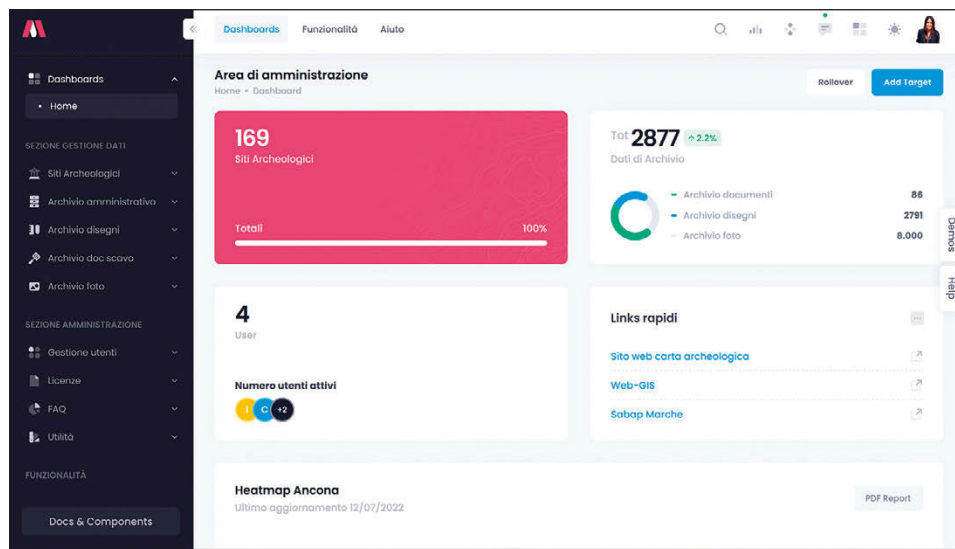 Dashboards
Home
SEZIONE GESTIONE DATI
Siti Archeologici
Archivio amministrativo
Archivio disegni
Archivio doc scavo
Archivio foto
SEZIONE AMMINISTRAZIONE
Gestione utenti
Licenze
FAQ
Utilità
FUNZIONALITÀ
Docs & Components
Dashboards Funzionalità Aiuto
Area di amministrazione
Home - Dashboard
Rollover Add Target
169
Siti Archeologici
Totali 100%
Tot 2877 2.2%
Dati di Archivio
Archivio documenti 86
Archivio disegni 2791
Archivio foto 8.000
4
User
Numero utenti attivi
I C +2
Links rapidi
Sito web carta archeologica
Web-GIS
Sabap Marche
Heatmap Ancona
Ultimo aggiornamento 12/07/2022
PDF Report
Demos
Help